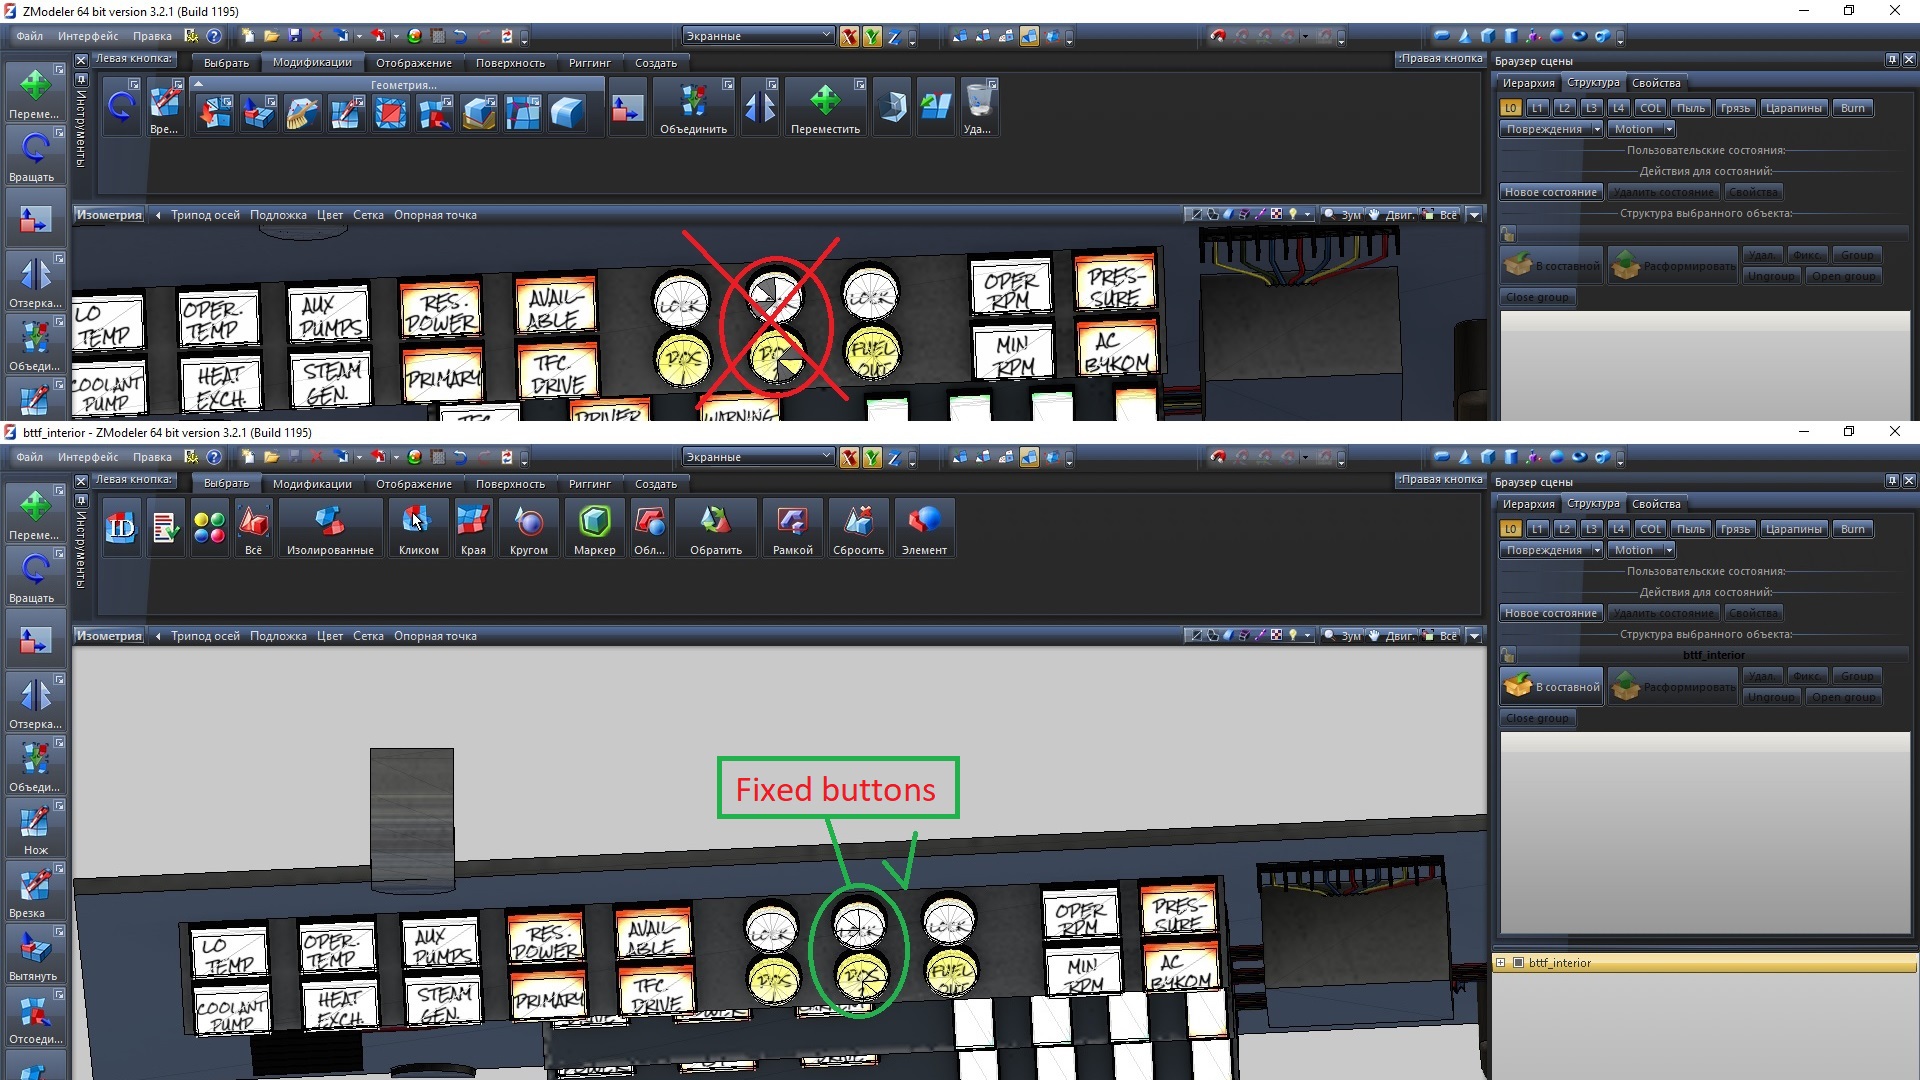 ZModeler 64 bit version 3.2.1 (Build 1195)
Файл Интерфейс Правка Экранные X Y Z
Левая кнопка: Выбрать Модификации Отображение Поверхность Риггинг Создать :Правая кнопка
Браузер сцены
Иерархия Структура Свойства
Геометрия...
L0 L1 L2 L3 L4 COL Пыль Грязь Царапины Burn
Переме... Вре... Объединить Переместить Уда...
Повреждения Motion
Инструменты
Пользовательские состояния:
Действия для состояний:
Вращать
Новое состояние Удалить состояние Свойства
Изометрия Трипод осей Подложка Цвет Сетка Опорная точка Зум Двиг. Всё
Структура выбранного объекта:
В составной Расформировать Удал. Фикс. Group
Ungroup Open group
Close group
Отзерка...
Объеди...
LO TEMP
OPER. TEMP
AUX PUMPS
RES. POWER
AVAIL-ABLE
LOCK
LOCK
OPER RPM
PRES-SURE
COOLANT PUMP
HEAT EXCH.
STEAM GEN.
PRIMARY
TFC DRIVE
FUEL OUT
MIN RPM
AC BYKOM
DRIVER
WARNING
bttf_interior - ZModeler 64 bit version 3.2.1 (Build 1195)
Файл Интерфейс Правка Экранные X Y Z
Левая кнопка: Выбрать Модификации Отображение Поверхность Риггинг Создать :Правая кнопка
Браузер сцены
Иерархия Структура Свойства
L0 L1 L2 L3 L4 COL Пыль Грязь Царапины Burn
Переме... ID Всё Изолированные Кликом Края Кругом Маркер Обл... Обратить Рамкой Сбросить Элемент
Повреждения Motion
Инструменты
Пользовательские состояния:
Действия для состояний:
Вращать
Новое состояние Удалить состояние Свойства
Изометрия Трипод осей Подложка Цвет Сетка Опорная точка Зум Двиг. Всё
Структура выбранного объекта:
bttf_interior
В составной Расформировать Удал. Фикс. Group
Ungroup Open group
Close group
Отзерка...
Объеди...
Нож
Врезка
Вытянуть
Отсоеди...
Fixed buttons
LO TEMP
OPER. TEMP
AUX PUMPS
RES. POWER
AVAIL-ABLE
LOCK
LOCK
LOCK
OPER RPM
PRES-SURE
COOLANT PUMP
HEAT EXCH.
STEAM GEN.
PRIMARY
TFC DRIVE
FUEL OUT
MIN RPM
AC BYKOM
bttf_interior